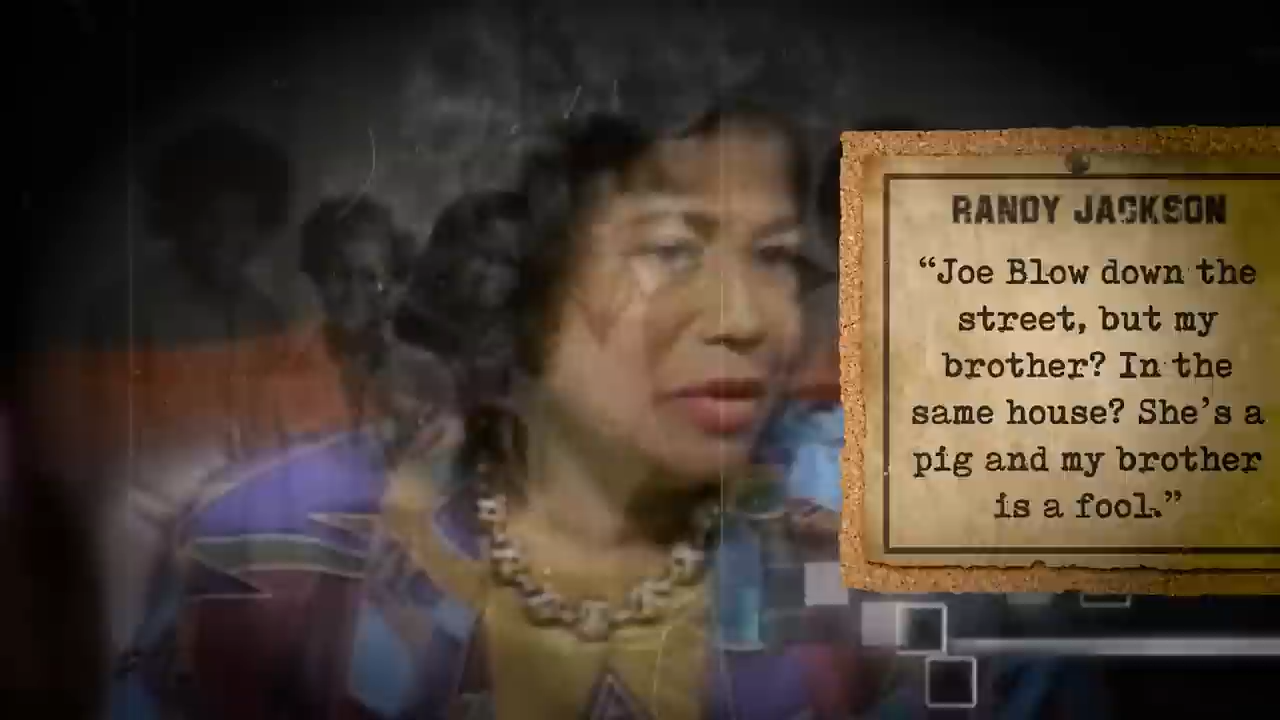 RANDY JACKSON
“Joe Blow down the
street, but my
brother? In the
same house? She’s a
pig and my brother
is a fool.”